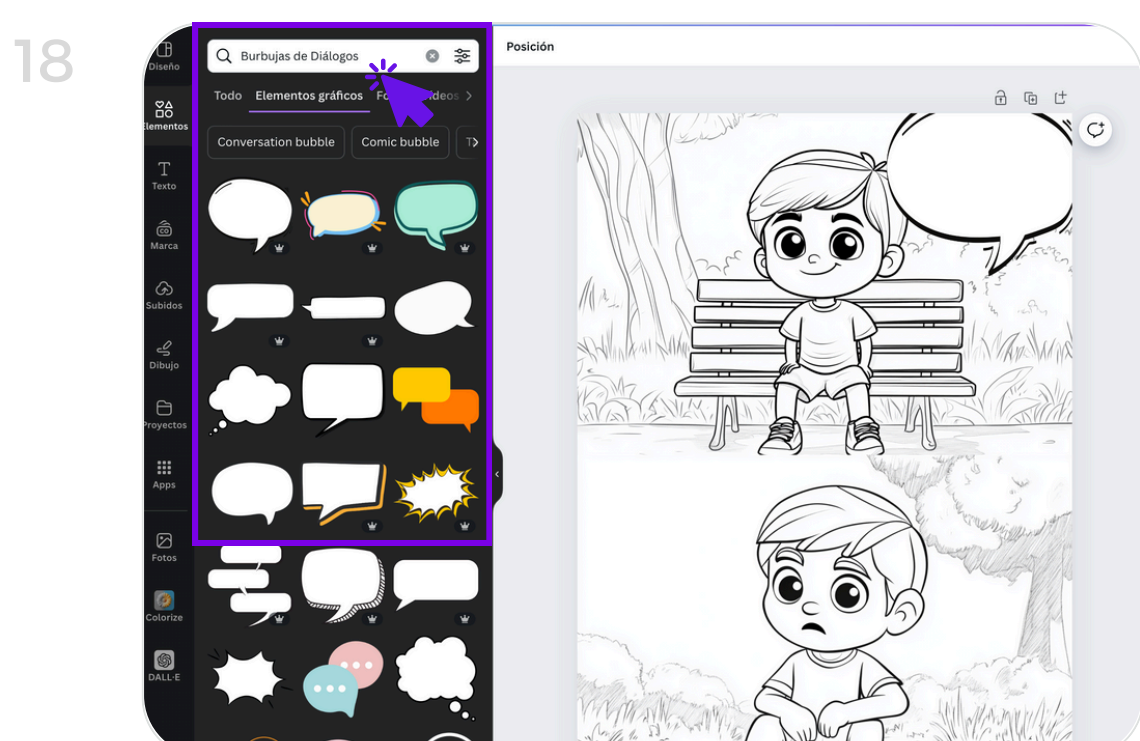 18
Diseño
Elementos
Texto
Marca
Subidos
Dibujo
Proyectos
Apps
Fotos
Colorize
DALL·E
Burbujas de Diálogos
Todo Elementos gráficos
Conversation bubble Comic bubble
Posición